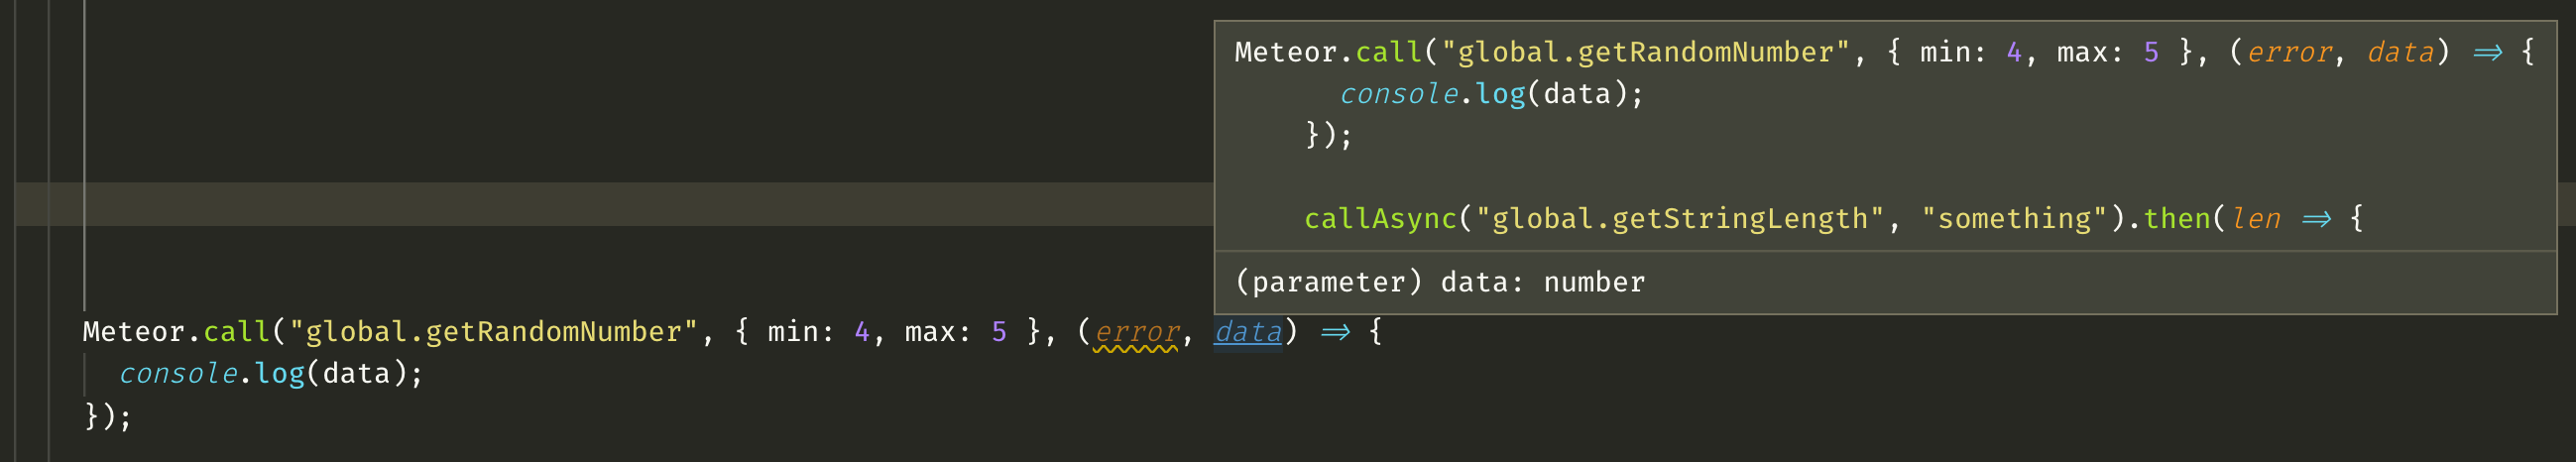 Meteor.call("global.getRandomNumber", { min: 4, max: 5 }, (error, data) => {
console.log(data);
});
callAsync("global.getStringLength", "something").then(len => {
(parameter) data: number
Meteor.call("global.getRandomNumber", { min: 4, max: 5 }, (error, data) => {
console.log(data);
});